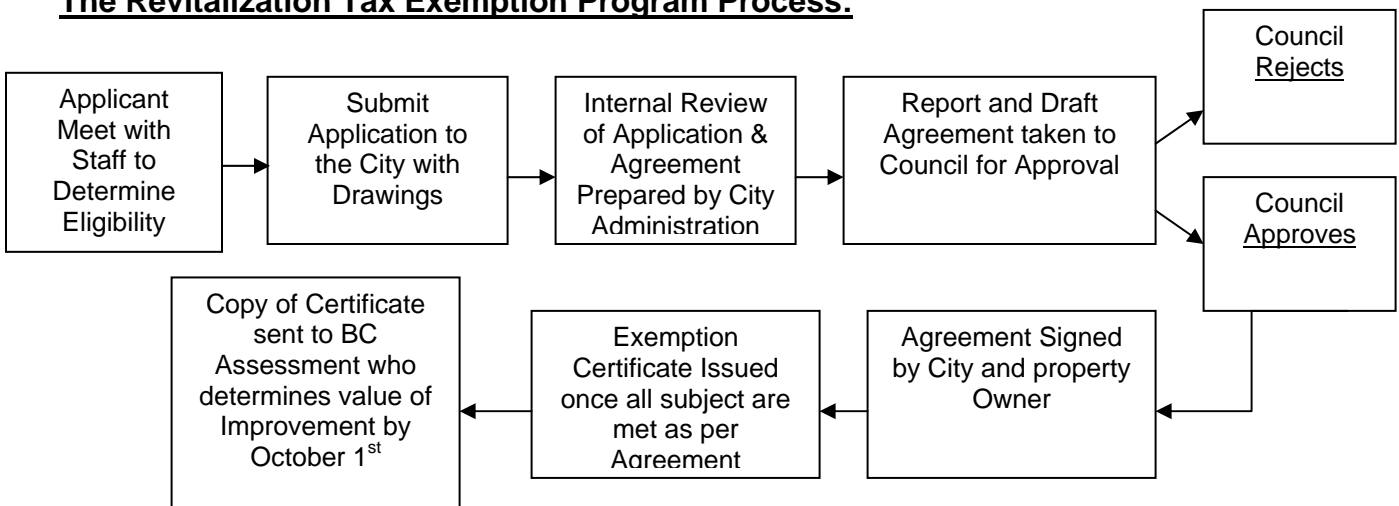 The Revitalization Tax Exemption Program Process:
Applicant
Meet with
Staff to
Determine
Eligibility
Submit
Application to
the City with
Drawings
Internal Review
of Application &
Agreement
Prepared by City
Administration
Report and Draft
Agreement taken to
Council for Approval
Council
Rejects
Council
Approves
Agreement Signed
by City and property
Owner
Exemption
Certificate Issued
once all subject are
met as per
Agreement
Copy of Certificate
sent to BC
Assessment who
determines value of
Improvement by
October 1st